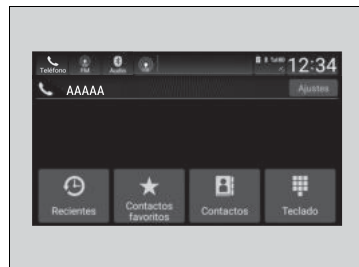 Teléfono FM Audio 12:34
AAAAA Ajustes
Recientes
Contactos
favoritos
Contactos
Teclado